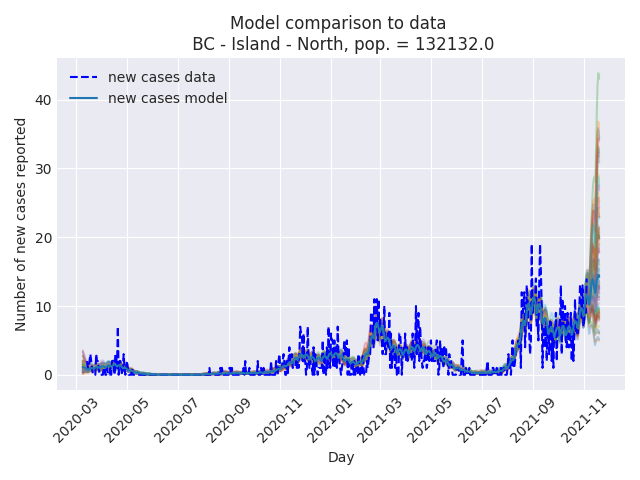 Model comparison to data
BC - Island - North, pop. = 132132.0
new cases data
new cases model
Number of new cases reported
40
30
20
10
0
2020-03
2020-05
2020-07
2020-09
2020-11
2021-01
2021-03
2021-05
2021-07
2021-09
2021-11
Day